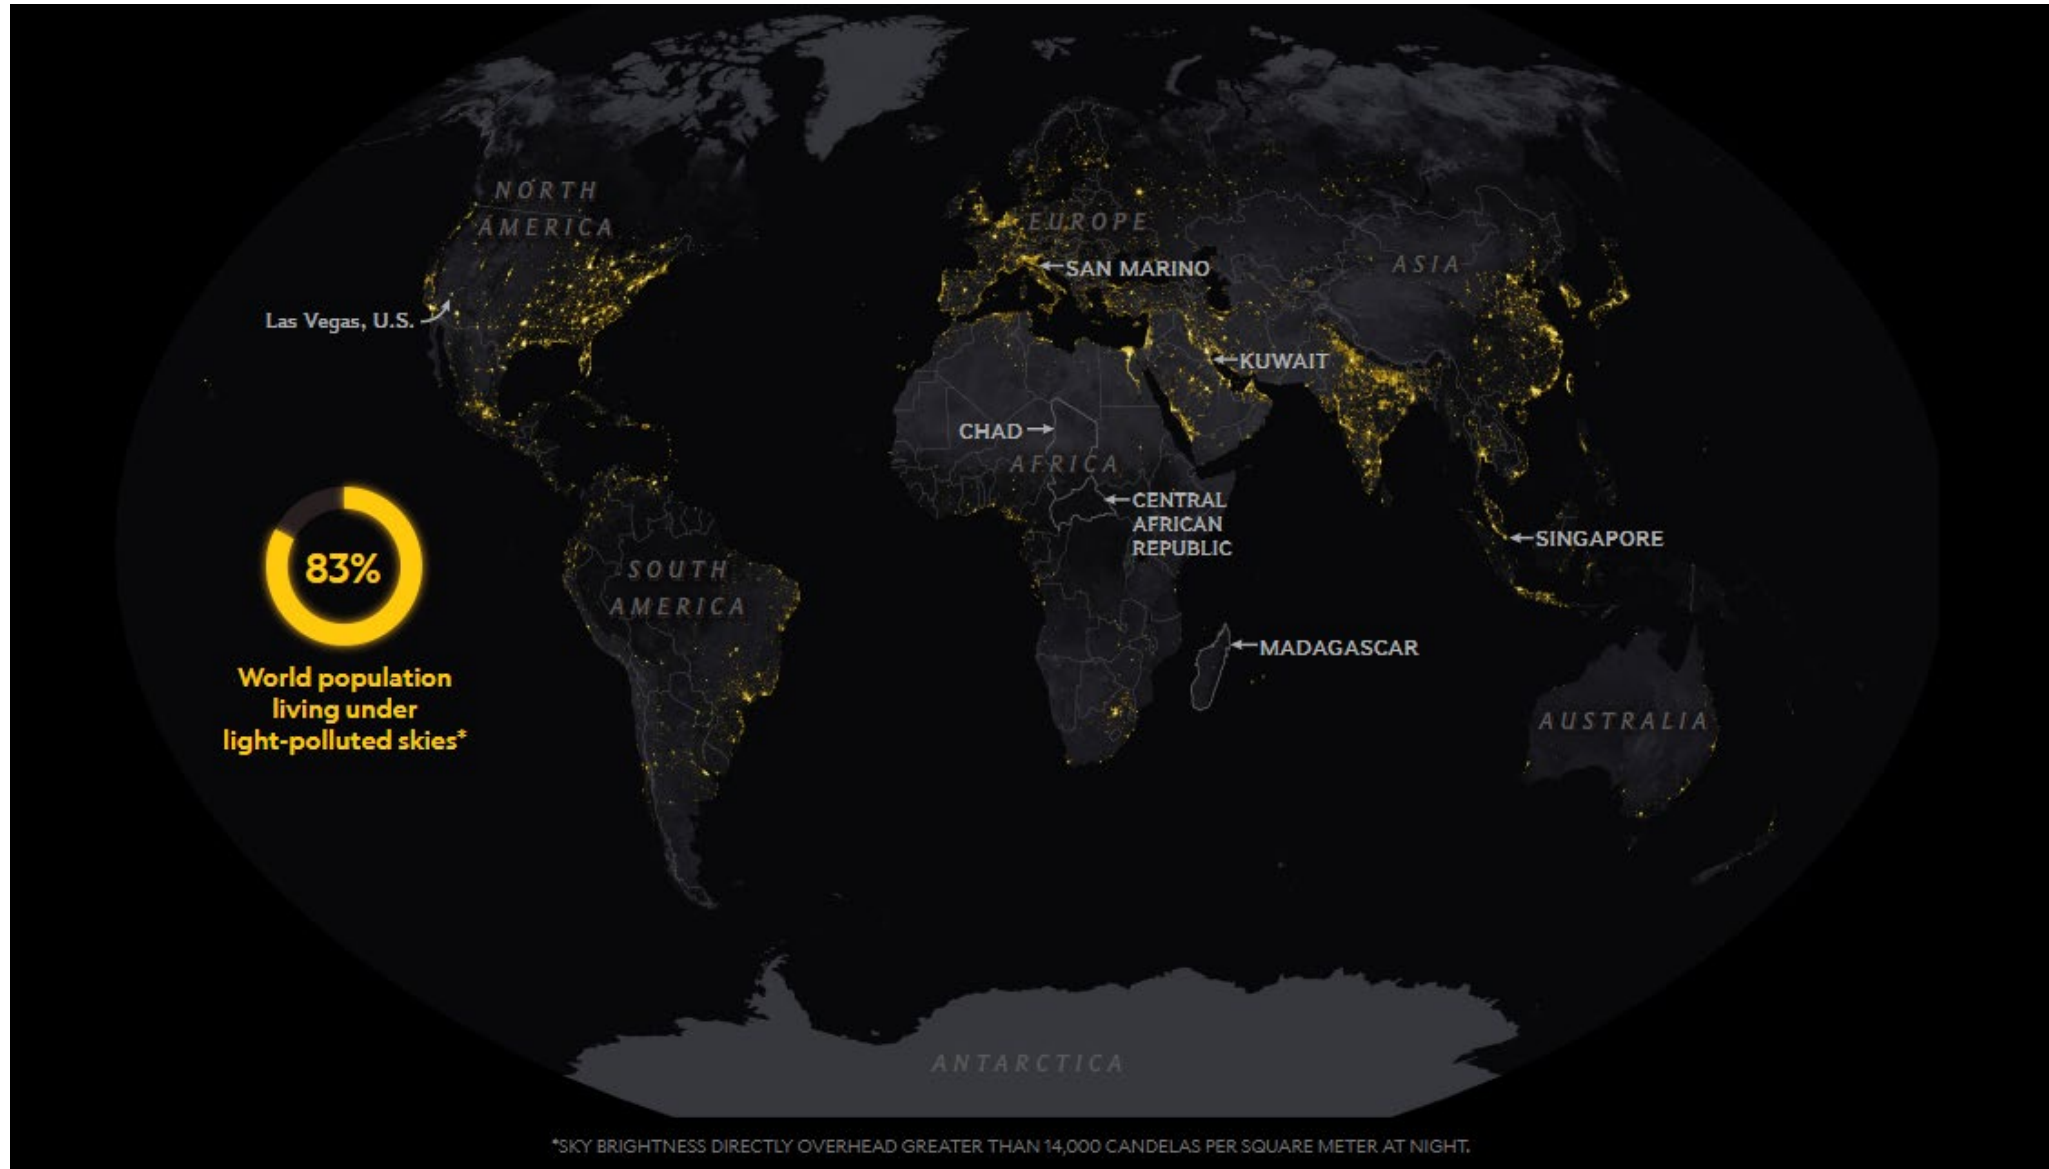 NORTH
AMERICA
EUROPE
ASIA
SAN MARINO
Las Vegas, U.S.
KUWAIT
CHAD
AFRICA
CENTRAL
AFRICAN
REPUBLIC
SINGAPORE
83%
SOUTH
AMERICA
World population
living under
light-polluted skies*
MADAGASCAR
AUSTRALIA
ANTARCTICA
*SKY BRIGHTNESS DIRECTLY OVERHEAD GREATER THAN 14,000 CANDELAS PER SQUARE METER AT NIGHT.